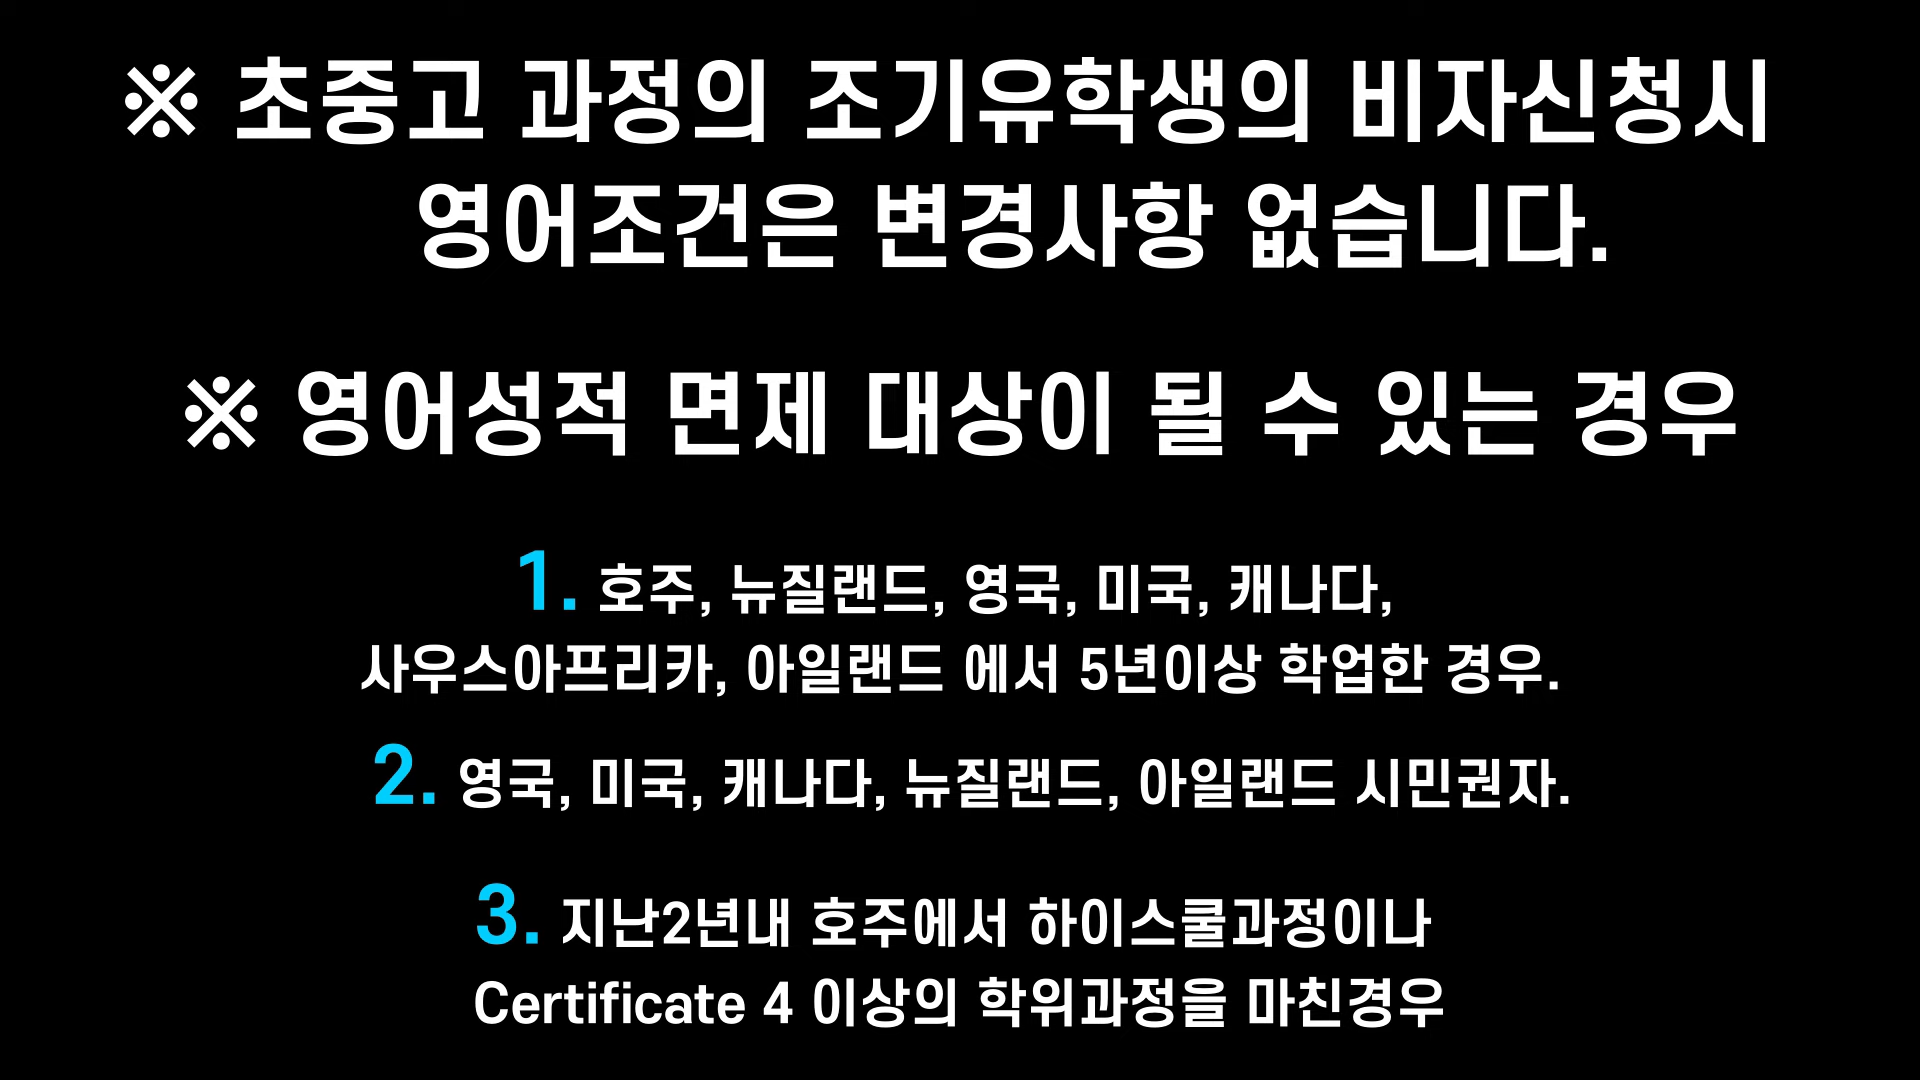 ※ 초중고 과정의 조기유학생의 비자신청시
영어조건은 변경사항 없습니다.
※ 영어성적 면제 대상이 될 수 있는 경우
1. 호주, 뉴질랜드, 영국, 미국, 캐나다,
사우스아프리카, 아일랜드 에서 5년이상 학업한 경우.
2. 영국, 미국, 캐나다, 뉴질랜드, 아일랜드 시민권자.
3. 지난2년내 호주에서 하이스쿨과정이나
Certificate 4 이상의 학위과정을 마친경우